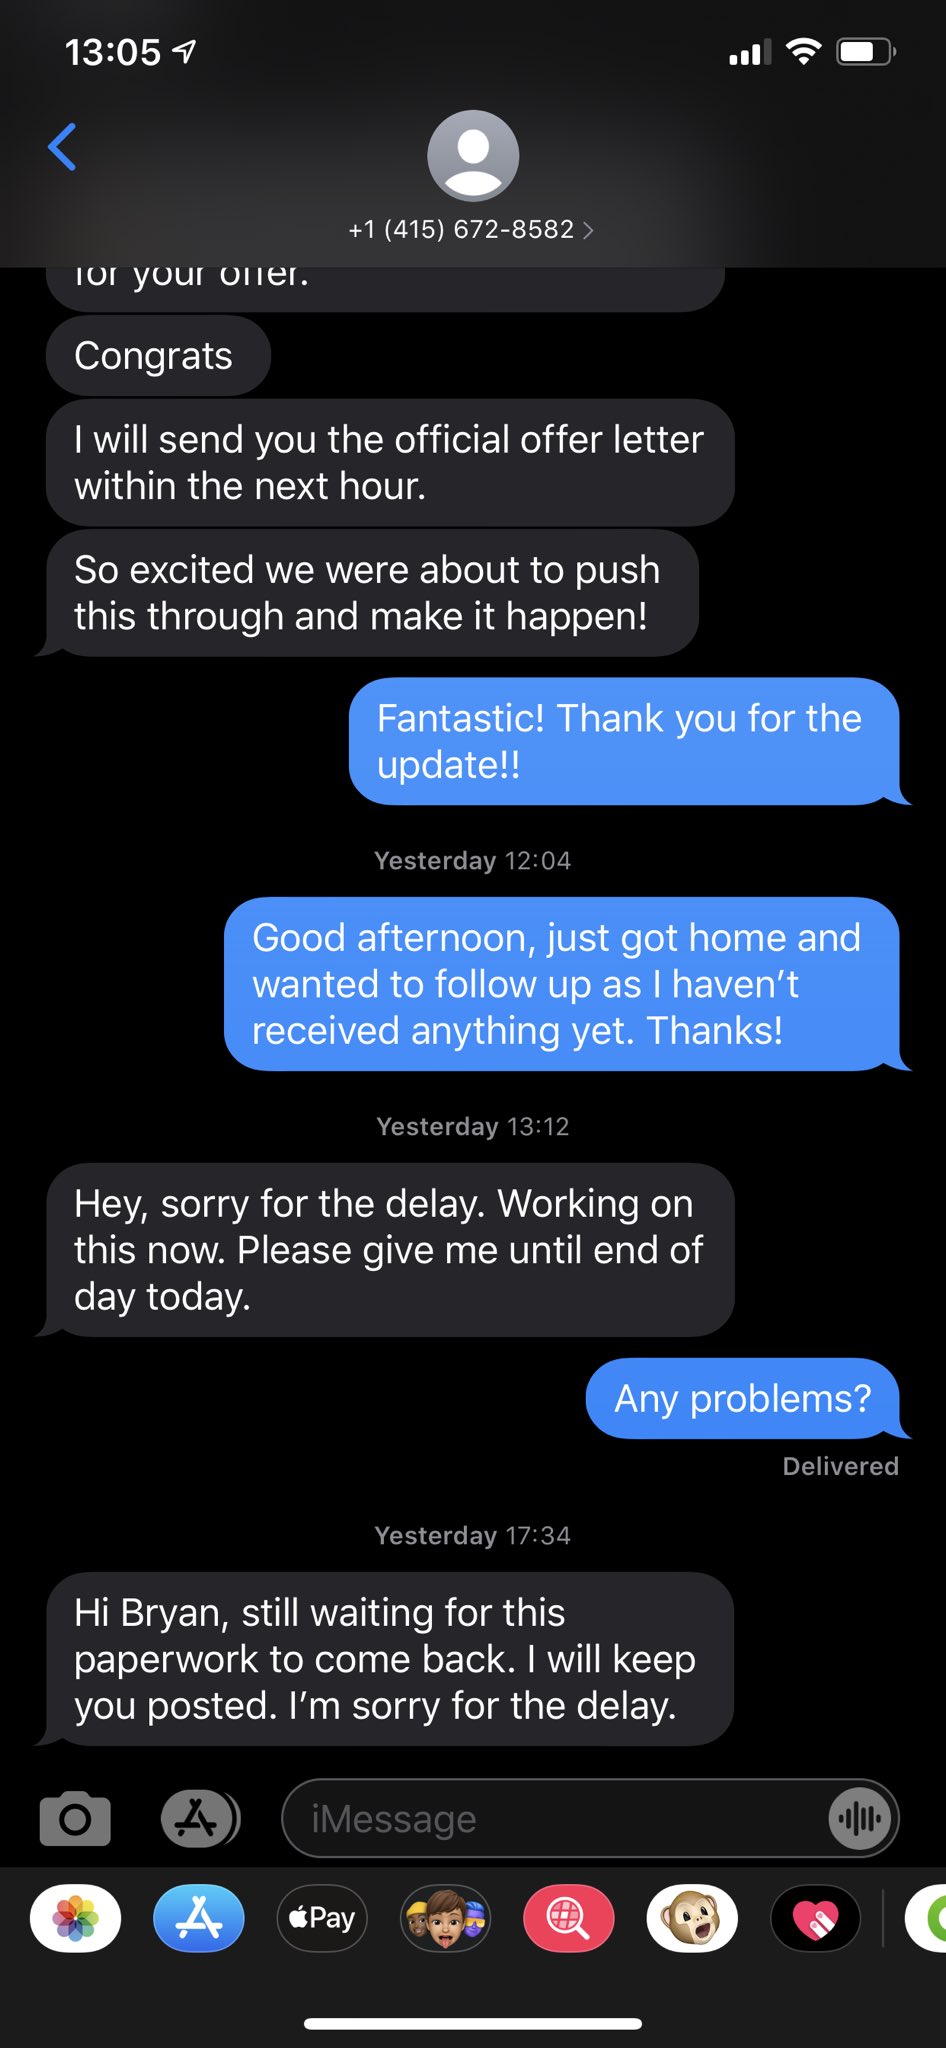 13:05
+1 (415) 672-8582
for your offer.
Congrats
I will send you the official offer letter
within the next hour.
So excited we were about to push
this through and make it happen!
Fantastic! Thank you for the
update!!
Yesterday 12:04
Good afternoon, just got home and
wanted to follow up as I haven’t
received anything yet. Thanks!
Yesterday 13:12
Hey, sorry for the delay. Working on
this now. Please give me until end of
day today.
Any problems?
Delivered
Yesterday 17:34
Hi Bryan, still waiting for this
paperwork to come back. I will keep
you posted. I’m sorry for the delay.
iMessage
Pay